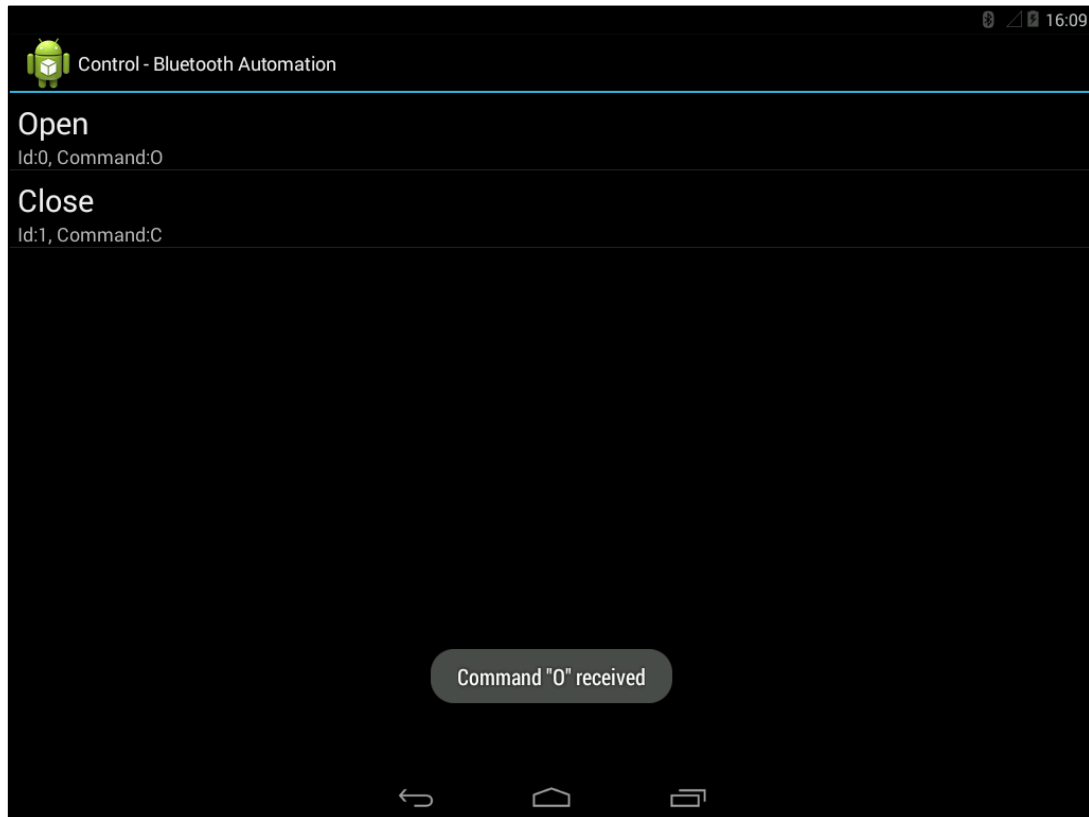 16:09
Control - Bluetooth Automation
Open
Id:0, Command:O
Close
Id:1, Command:C
Command "O" received